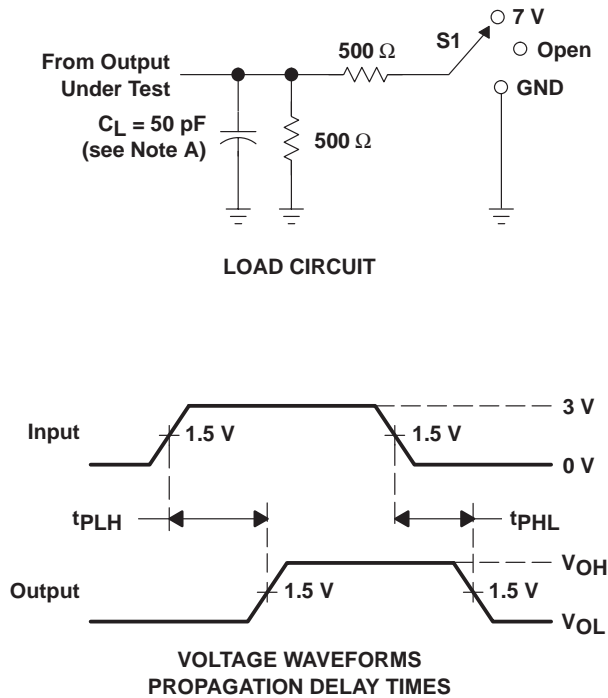 7 V
S1
Open
500 Ω
From Output
Under Test
GND
CL = 50 pF
(see Note A)
500 Ω
LOAD CIRCUIT
3 V
Input
1.5 V
1.5 V
0 V
tPLH
tPHL
VOH
Output
1.5 V
1.5 V
VOL
VOLTAGE WAVEFORMS
PROPAGATION DELAY TIMES